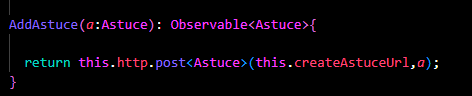 AddAstuce(a:Astuce): Observable<Astuce>{
return this.http.post<Astuce>(this.createAstuceUrl,a);
}